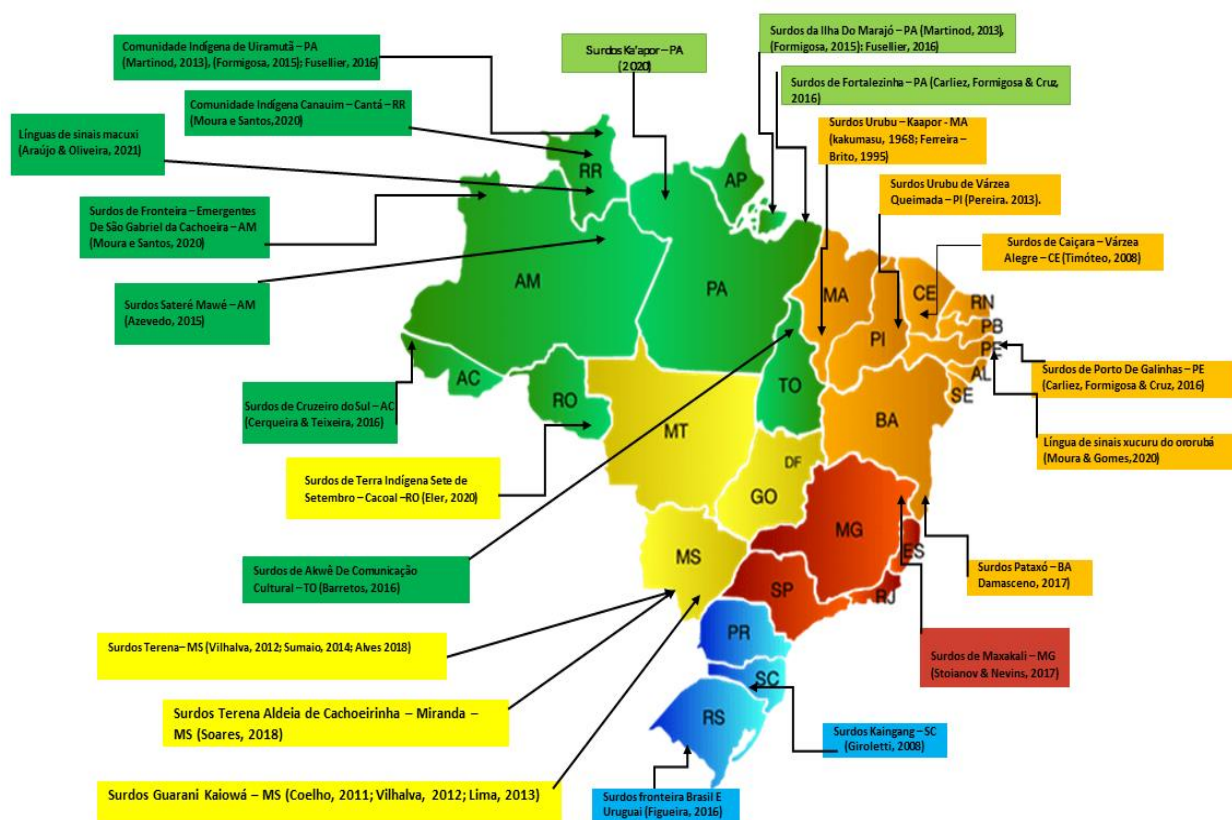 Comunidade Indígena de Uiramutã – PA
(Martinod, 2013), (Formigosa, 2015): Fusellier, 2016)
Surdos Ka'apor – PA
(2020)
Surdos da Ilha Do Marajó – PA (Martinod, 2013),
(Formigosa, 2015): Fusellier, 2016)
Surdos de Fortalezinha – PA (Carliez, Formigosa & Cruz,
2016)
Comunidade Indígena Canauim – Cantá – RR
(Moura e Santos,2020)
Línguas de sinais macuxi
(Araújo & Oliveira, 2021)
Surdos Urubu – Kaapor - MA
(kakumasu, 1968; Ferreira –
Brito, 1995)
Surdos Urubu de Várzea
Queimada – PI (Pereira. 2013).
Surdos de Fronteira – Emergentes
De São Gabriel da Cachoeira – AM
(Moura e Santos, 2020)
Surdos de Caiçara – Várzea
Alegre – CE (Timóteo, 2008)
Surdos Sateré Mawé – AM
(Azevedo, 2015)
RR
AP
AM
PA
MA
CE
RN
PB
PE
PI
AL
SE
AC
RO
TO
BA
MT
DF
GO
MG
ES
MS
SP
RJ
PR
SC
RS
Surdos de Porto De Galinhas – PE
(Carliez, Formigosa & Cruz, 2016)
Surdos de Cruzeiro do Sul – AC
(Cerqueira & Teixeira, 2016)
Língua de sinais xucuru do ororubá
(Moura & Gomes,2020)
Surdos de Terra Indígena Sete de
Setembro – Cacoal –RO (Eler, 2020)
Surdos de Akwê De Comunicação
Cultural – TO (Barretos, 2016)
Surdos Pataxó – BA
Damasceno, 2017)
Surdos Terena– MS (Vilhalva, 2012; Sumaio, 2014; Alves 2018)
Surdos de Maxakali – MG
(Stoianov & Nevins, 2017)
Surdos Terena Aldeia de Cachoeirinha – Miranda –
MS (Soares, 2018)
Surdos Kaingang – SC
(Giroletti, 2008)
Surdos Guarani Kaiowá – MS (Coelho, 2011; Vilhalva, 2012; Lima, 2013)
Surdos fronteira Brasil E
Uruguai (Figueira, 2016)